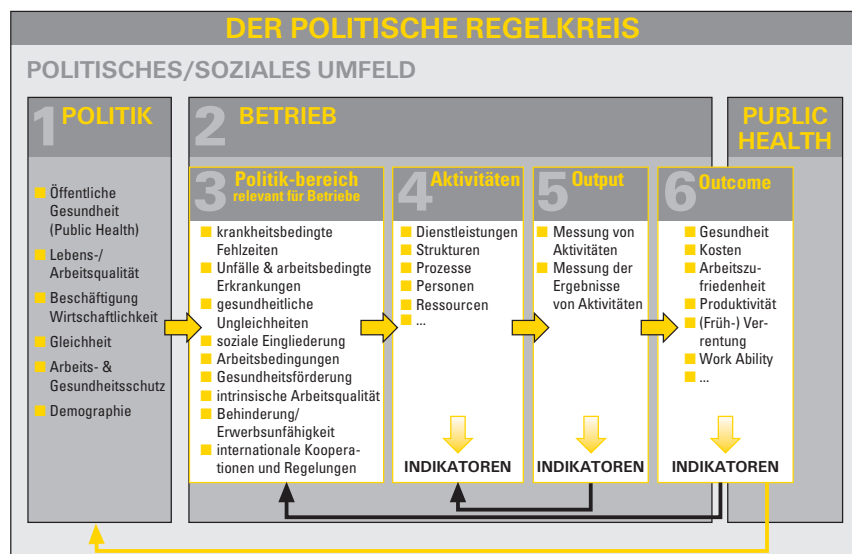 DER POLITISCHE REGELKREIS
POLITISCHES/SOZIALES UMFELD
1 POLITIK
Öffentliche
Gesundheit
(Public Health)
Lebens-/
Arbeitsqualität
Beschäftigung
Wirtschaftlichkeit
Gleichheit
Arbeits- &
Gesundheitsschutz
Demographie
2 BETRIEB
3 Politik-bereich
relevant für Betriebe
krankheitsbedingte
Fehlzeiten
Unfälle & arbeitsbedingte
Erkrankungen
gesundheitliche
Ungleichheiten
soziale Eingliederung
Arbeitsbedingungen
Gesundheitsförderung
intrinsische Arbeitsqualität
Behinderung/
Erwerbsunfähigkeit
internationale Koopera-
tionen und Regelungen
4 Aktivitäten
Dienstleistungen
Strukturen
Prozesse
Personen
Ressourcen
...
INDIKATOREN
5 Output
Messung von
Aktivitäten
Messung der
Ergebnisse
von Aktivitäten
INDIKATOREN
PUBLIC
HEALTH
6 Outcome
Gesundheit
Kosten
Arbeitszu-
friedenheit
Produktivität
(Früh-) Ver-
rentung
Work Ability
...
INDIKATOREN